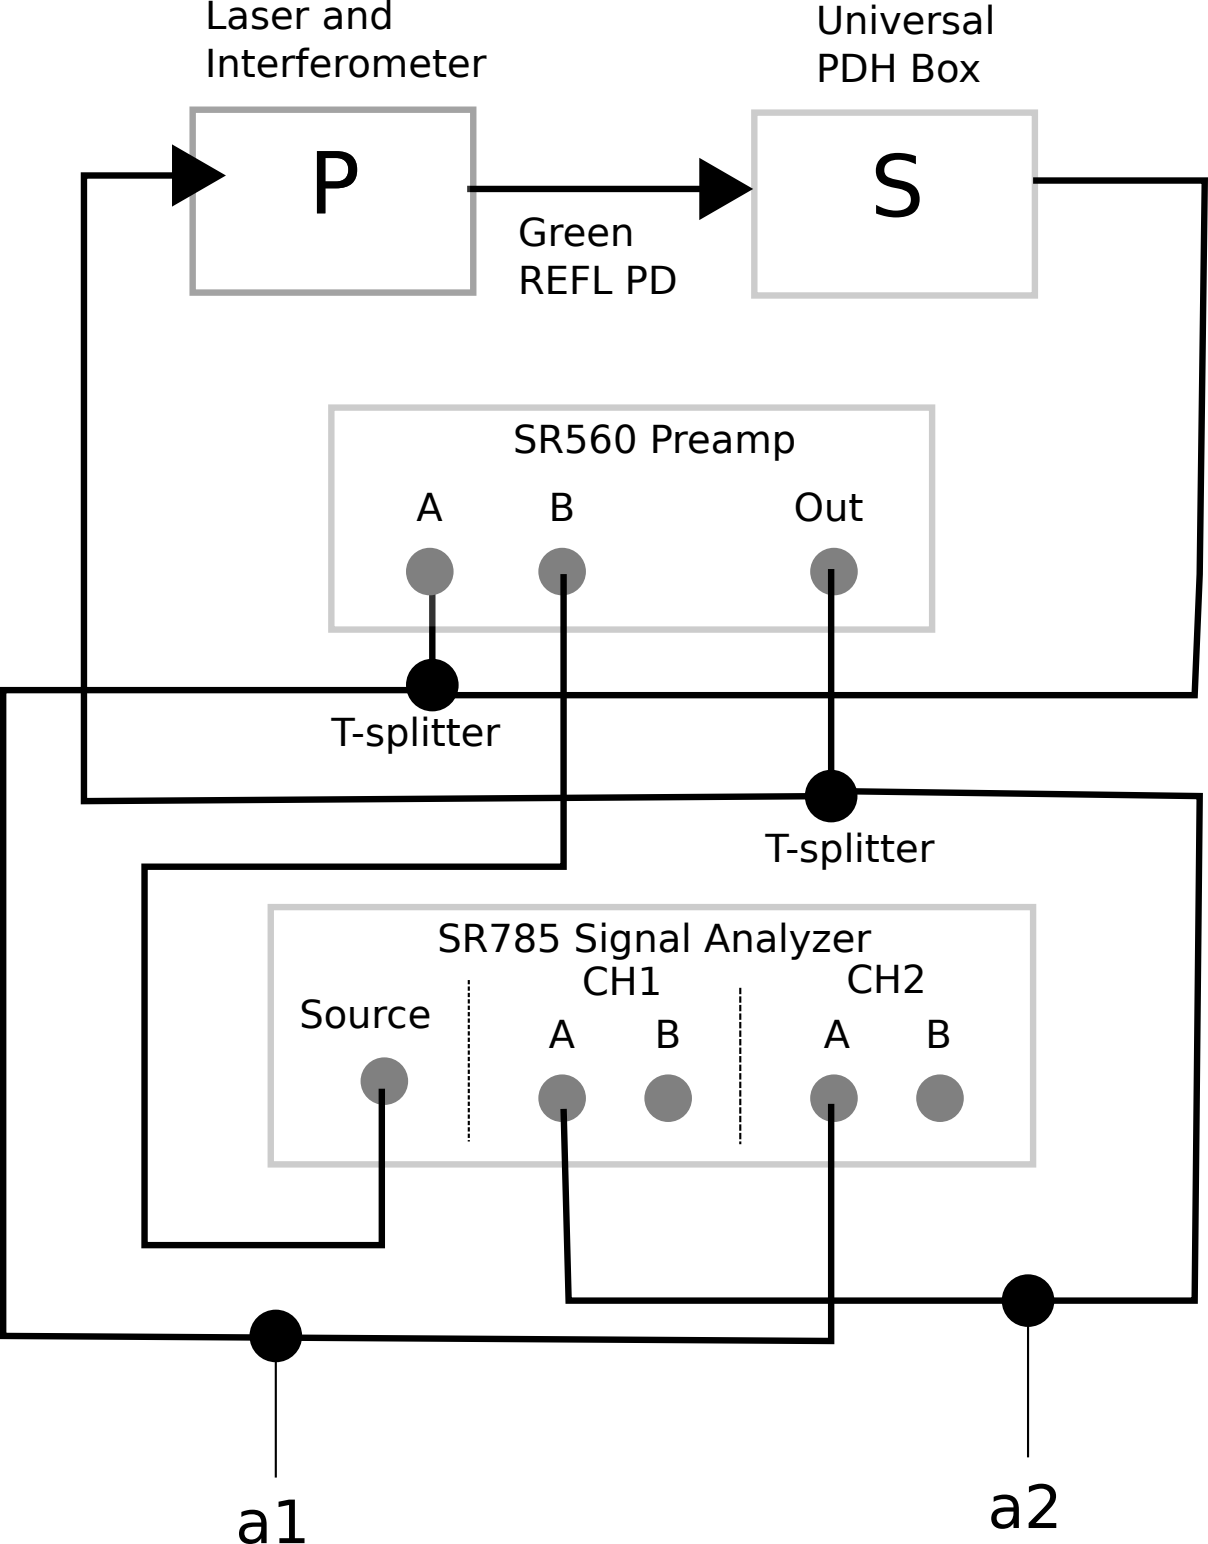 Laser and
Interferometer
Universal
PDH Box
P
S
Green
REFL PD
SR560 Preamp
A B Out
T-splitter
T-splitter
SR785 Signal Analyzer
CH1 CH2
Source
A B A B
a1
a2